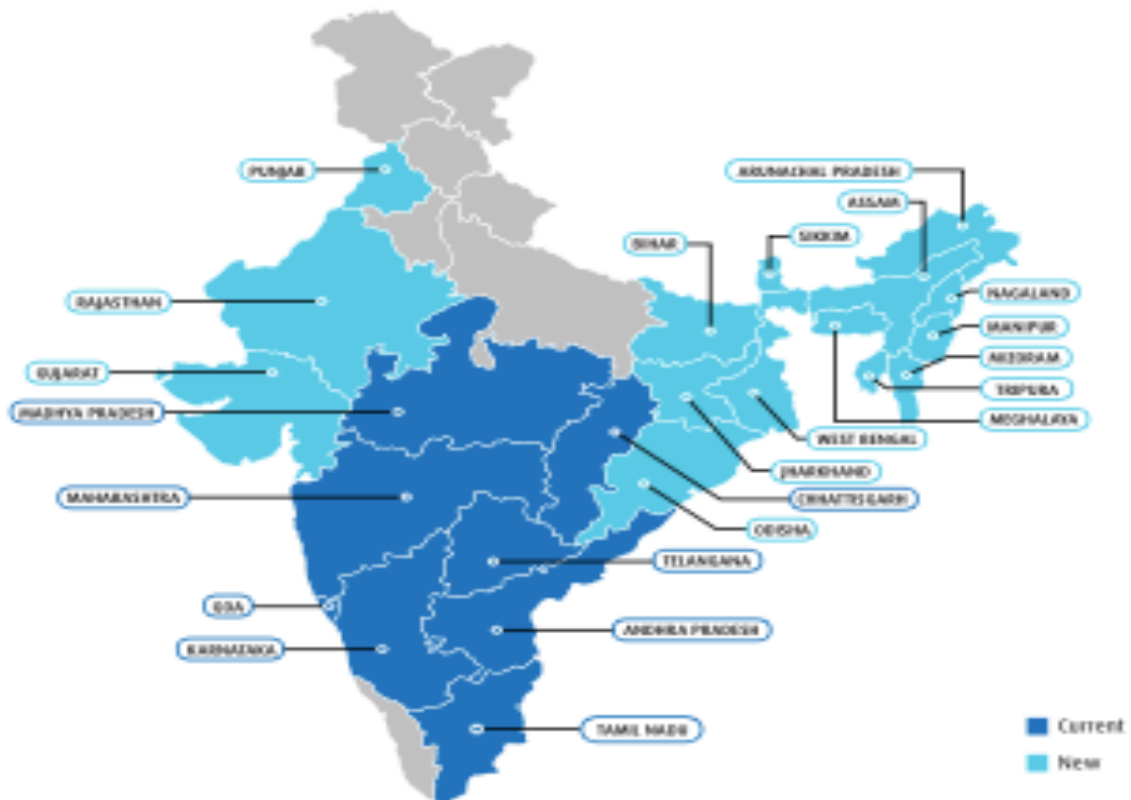 PUNJAB
ARUNACHAL PRADESH
ASSAM
SIKKIM
BIHAR
NAGALAND
RAJASTHAN
MANIPUR
MIZORAM
GUJARAT
TRIPURA
MADHYA PRADESH
MEGHALAYA
WEST BENGAL
JHARKHAND
MAHARASHTRA
CHHATTISGARH
ODISHA
TELANGANA
GOA
ANDHRA PRADESH
KARNATAKA
TAMIL NADU
Current
New